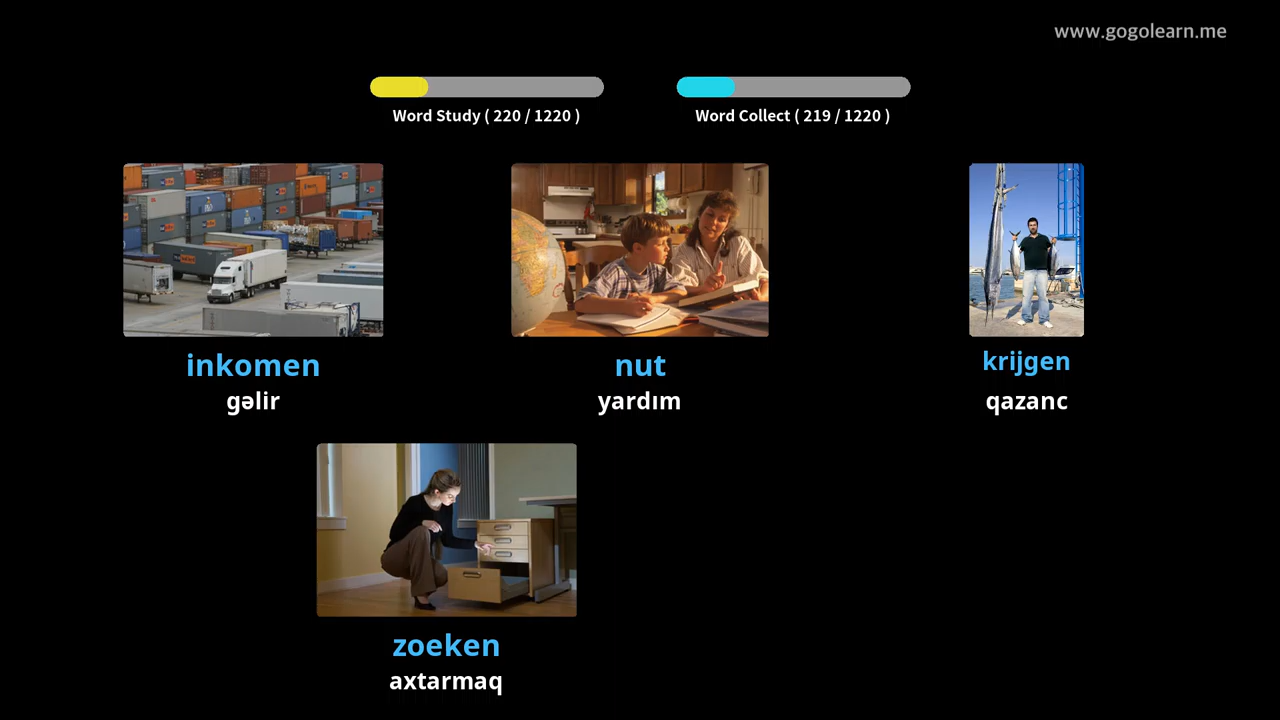 www.gogolearn.me
Word Study ( 220 / 1220 )
Word Collect ( 219 / 1220 )
inkomen
gəlir
nut
yardım
krijgen
qazanc
zoeken
axtarmaq